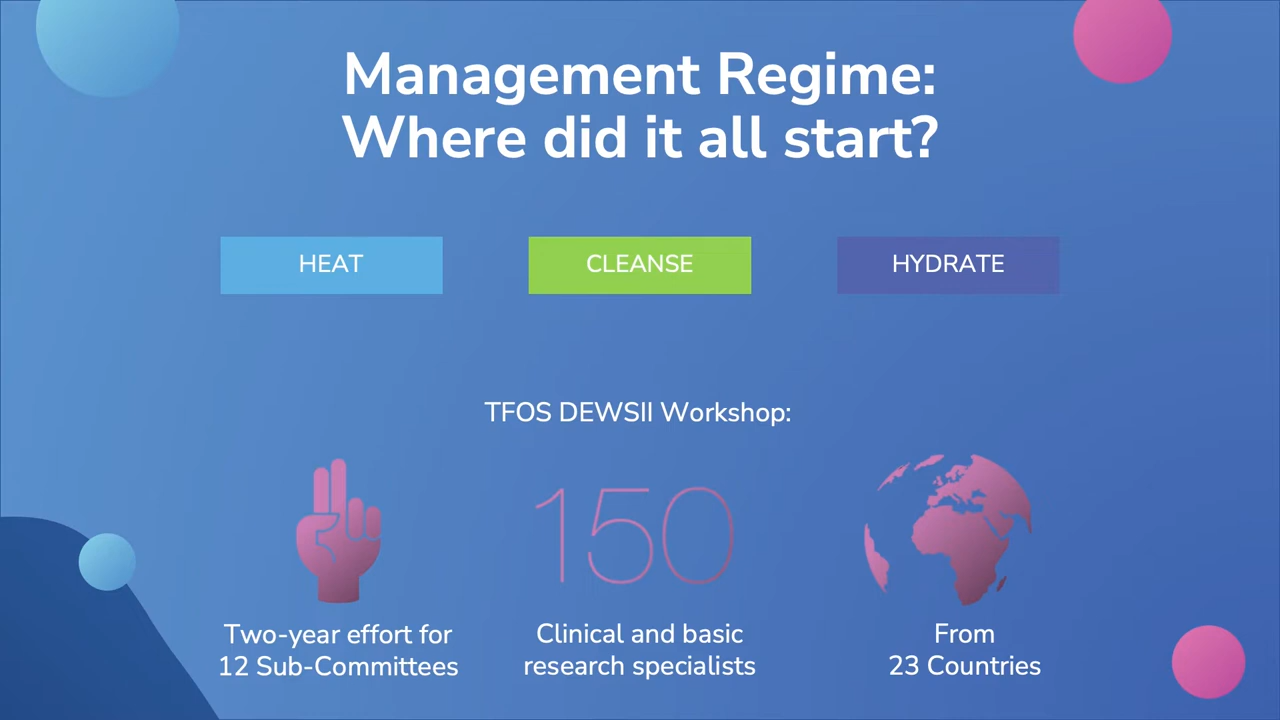 Management Regime:
Where did it all start?
HEAT
CLEANSE
HYDRATE
TFOS DEWSII Workshop:
150
Two-year effort for
12 Sub-Committees
Clinical and basic
research specialists
From
23 Countries